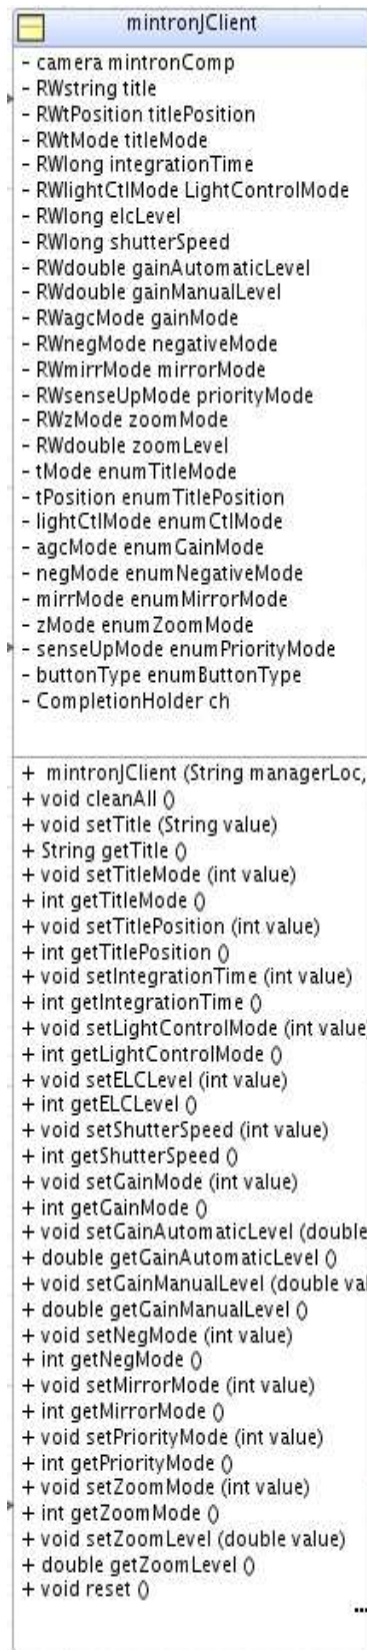 mintronJClient
- camera mintronComp
- RWstring title
- RWtPosition titlePosition
- RWtMode titleMode
- RWlong integrationTime
- RWlightCtlMode LightControlMode
- RWlong elcLevel
- RWlong shutterSpeed
- RWdouble gainAutomaticLevel
- RWdouble gainManualLevel
- RWagcMode gainMode
- RWnegMode negativeMode
- RWmirrMode mirrorMode
- RWsenseUpMode priorityMode
- RWzMode zoomMode
- RWdouble zoomLevel
- tMode enumTitleMode
- tPosition enumTitlePosition
- lightCtlMode enumCtlMode
- agcMode enumGainMode
- negMode enumNegativeMode
- mirrMode enumMirrorMode
- zMode enumZoomMode
- senseUpMode enumPriorityMode
- buttonType enumButtonType
- CompletionHolder ch
+ mintronJClient (String managerLoc,
+ void cleanAll ()
+ void setTitle (String value)
+ String getTitle ()
+ void setTitleMode (int value)
+ int getTitleMode ()
+ void setTitlePosition (int value)
+ int getTitlePosition ()
+ void setIntegrationTime (int value)
+ int getIntegrationTime ()
+ void setLightControlMode (int value
+ int getLightControlMode ()
+ void setELCLevel (int value)
+ int getELCLevel ()
+ void setShutterSpeed (int value)
+ int getShutterSpeed ()
+ void setGainMode (int value)
+ int getGainMode ()
+ void setGainAutomaticLevel (double
+ double getGainAutomaticLevel ()
+ void setGainManualLevel (double val
+ double getGainManualLevel ()
+ void setNegMode (int value)
+ int getNegMode ()
+ void setMirrorMode (int value)
+ int getMirrorMode ()
+ void setPriorityMode (int value)
+ int getPriorityMode ()
+ void setZoomMode (int value)
+ int getZoomMode ()
+ void setZoomLevel (double value)
+ double getZoomLevel ()
+ void reset ()
...